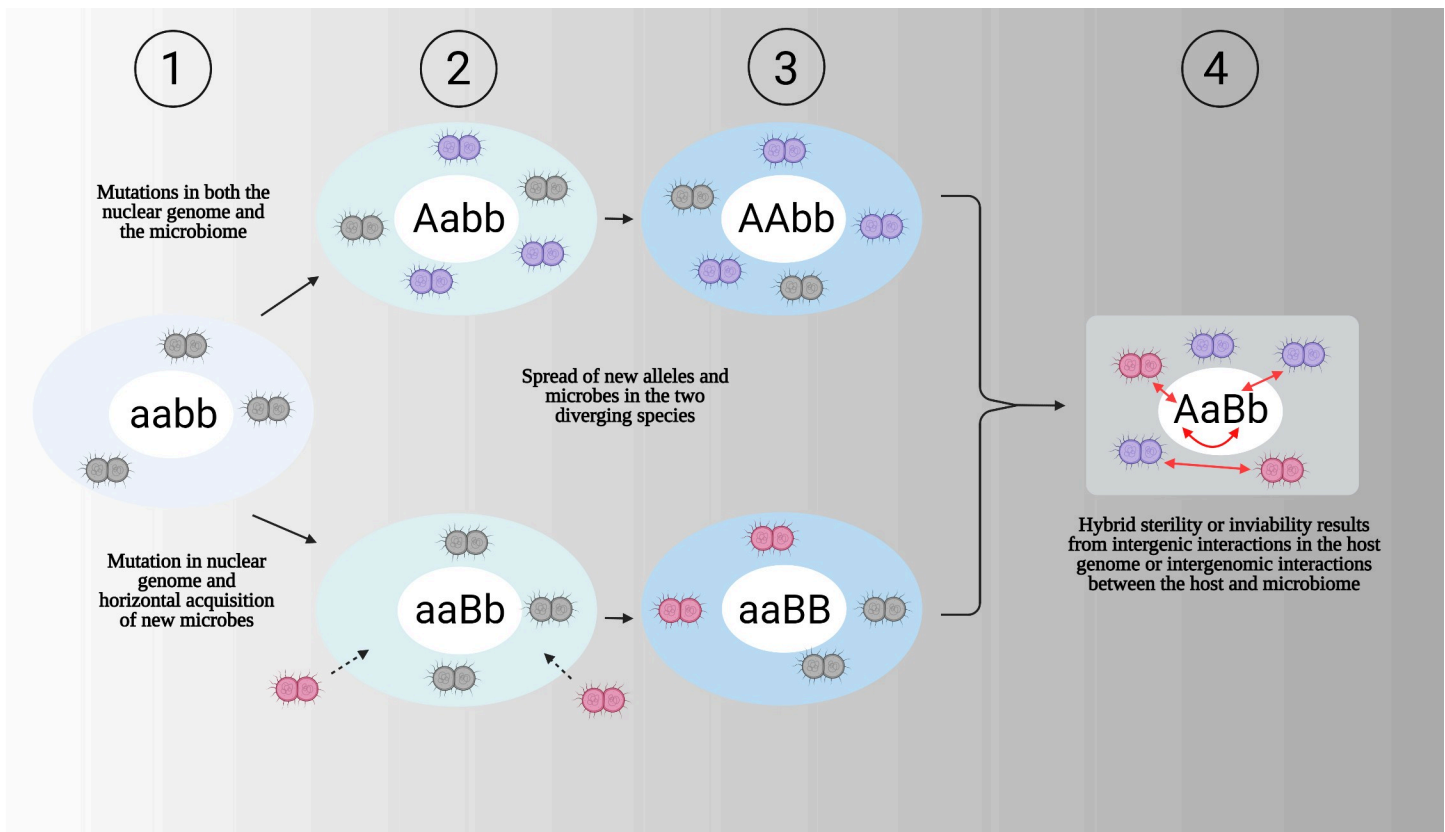 1
2
3
4
Mutations in both the
nuclear genome and
the microbiome
Aabb
AAbb
aabb
Spread of new alleles and
microbes in the two
diverging species
AaBb
Mutation in nuclear
genome and
horizontal acquisition
of new microbes
aaBb
aaBB
Hybrid sterility or inviability results
from intergenic interactions in the host
genome or intergenomic interactions
between the host and microbiome